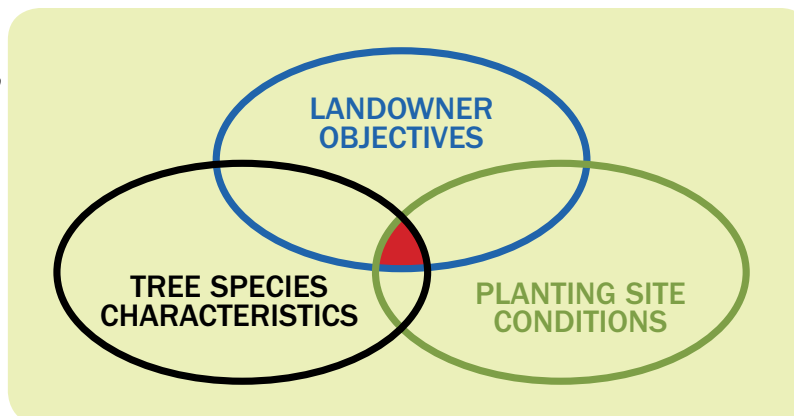 LANDOWNER
OBJECTIVES
TREE SPECIES
CHARACTERISTICS
PLANTING SITE
CONDITIONS